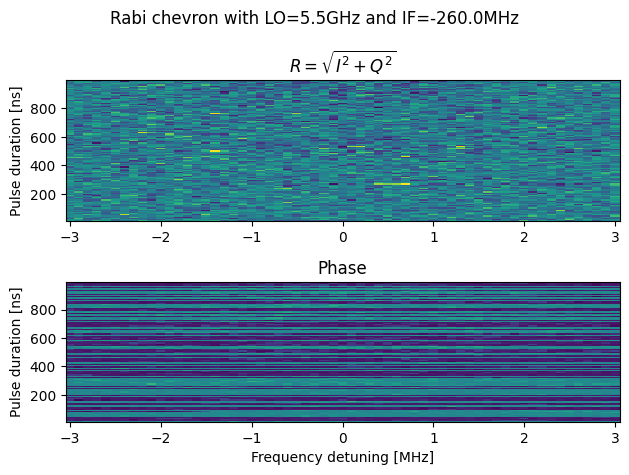 Rabi chevron with LO=5.5GHz and IF=-260.0MHz
R = √I² + Q²
Pulse duration [ns]
800
600
400
200
−3 −2 −1 0 1 2 3
Phase
Pulse duration [ns]
800
600
400
200
−3 −2 −1 0 1 2 3
Frequency detuning [MHz]